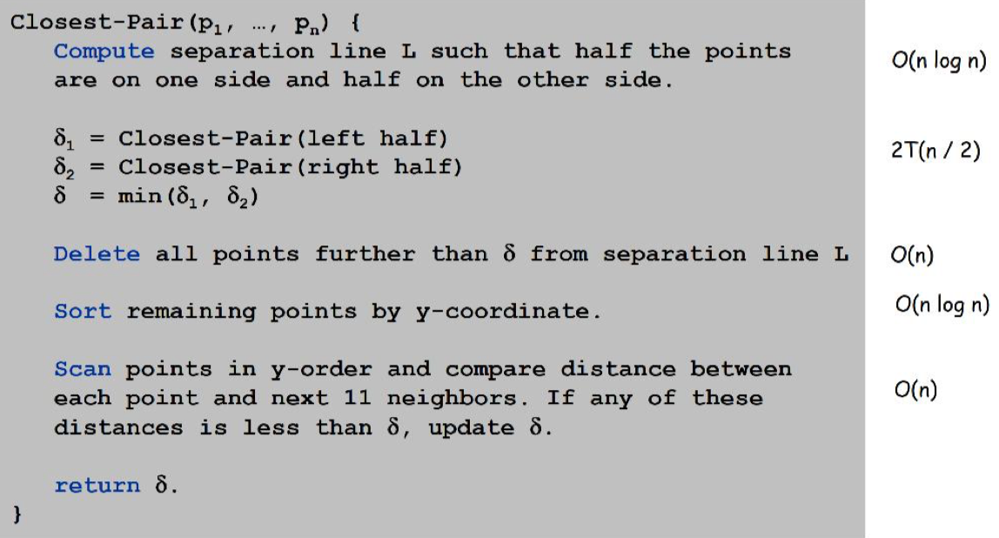 Closest-Pair(p₁, …, pₙ) {
Compute separation line L such that half the points
are on one side and half on the other side.
O(n log n)
δ₁ = Closest-Pair(left half)
δ₂ = Closest-Pair(right half)
δ = min(δ₁, δ₂)
2T(n / 2)
Delete all points further than δ from separation line L
O(n)
Sort remaining points by y-coordinate.
O(n log n)
Scan points in y-order and compare distance between
each point and next 11 neighbors. If any of these
distances is less than δ, update δ.
O(n)
return δ.
}